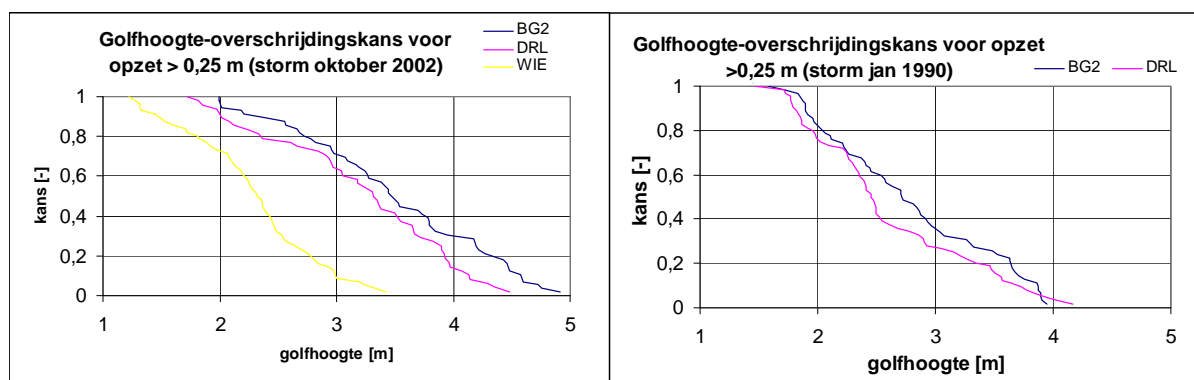 Golfhoogte-overschrijdingskans voor
opzet > 0,25 m (storm oktober 2002)
BG2
DRL
WIE
1
0,8
0,6
0,4
0,2
0
kans [-]
1 2 3 4 5
golfhoogte [m]
Golfhoogte-overschrijdingskans voor opzet
>0,25 m (storm jan 1990)
BG2 DRL
1
0,8
0,6
0,4
0,2
0
kans [-]
1 2 3 4 5
golfhoogte [m]